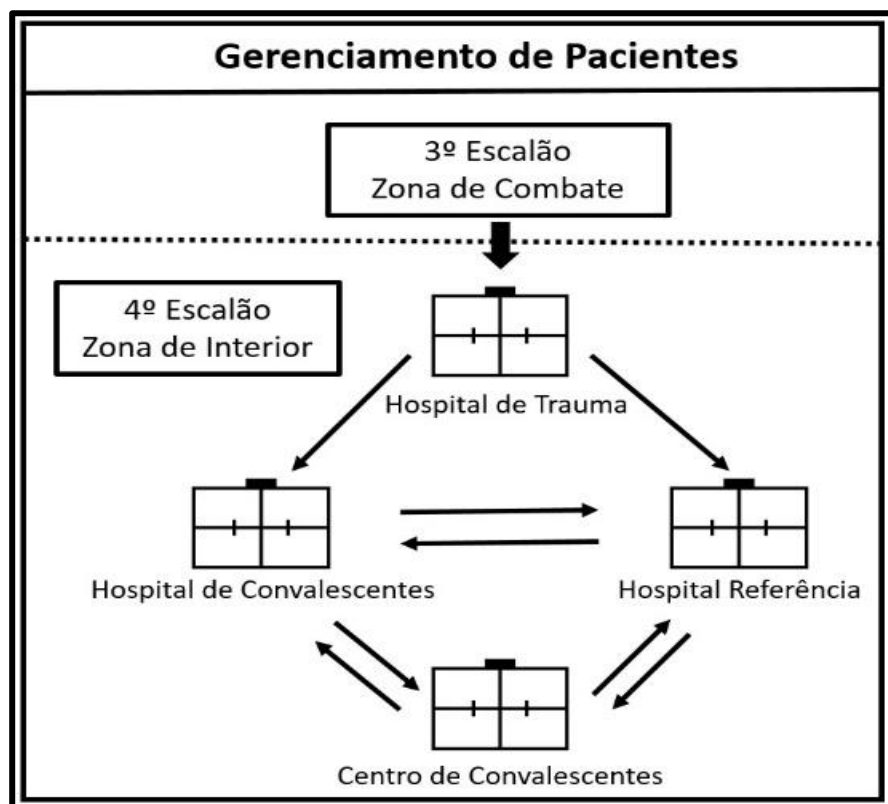 Gerenciamento de Pacientes
3º Escalão
Zona de Combate
4º Escalão
Zona de Interior
Hospital de Trauma
Hospital de Convalescentes
Hospital Referência
Centro de Convalescentes